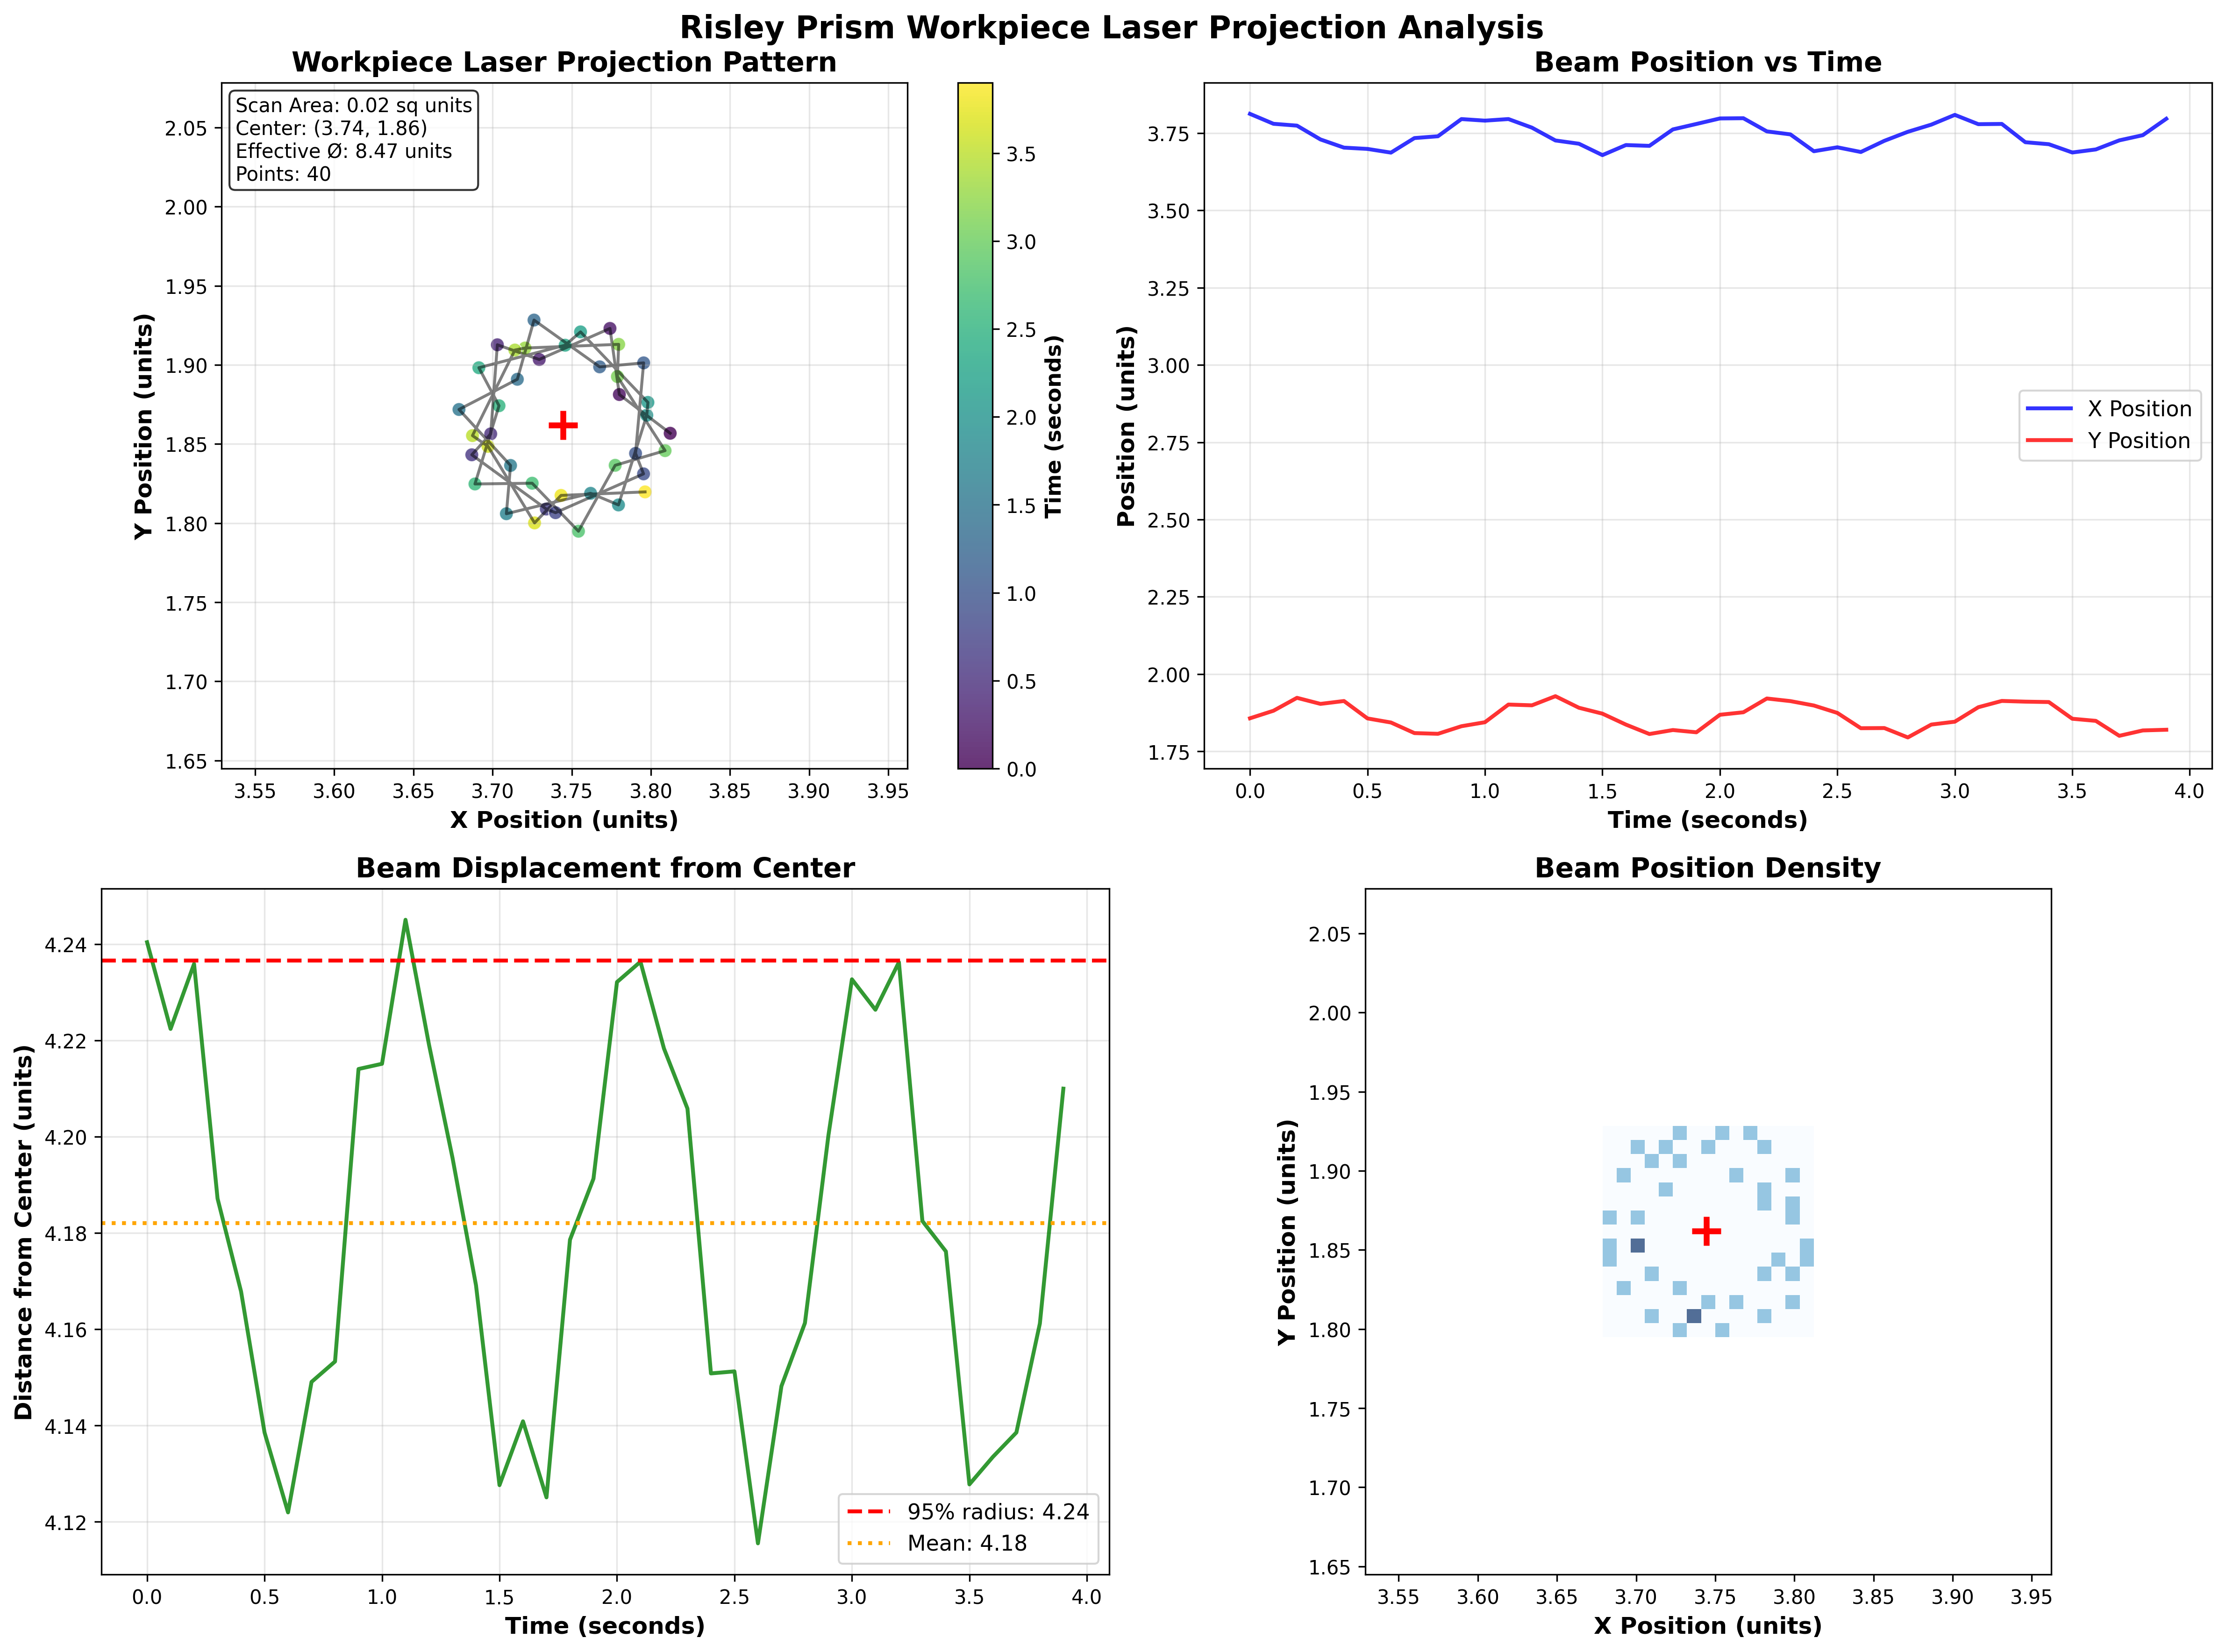 Risley Prism Workpiece Laser Projection Analysis
Workpiece Laser Projection Pattern
Scan Area: 0.02 sq units
Center: (3.74, 1.86)
Effective Ø: 8.47 units
Points: 40
2.05
2.00
1.95
1.90
1.85
1.80
1.75
1.70
1.65
Y Position (units)
3.55 3.60 3.65 3.70 3.75 3.80 3.85 3.90 3.95
X Position (units)
3.5
3.0
2.5
2.0
1.5
1.0
0.5
0.0
Time (seconds)
Beam Position vs Time
3.75
3.50
3.25
3.00
2.75
2.50
2.25
2.00
1.75
Position (units)
X Position
Y Position
0.0 0.5 1.0 1.5 2.0 2.5 3.0 3.5 4.0
Time (seconds)
Beam Displacement from Center
4.24
4.22
4.20
4.18
4.16
4.14
4.12
Distance from Center (units)
95% radius: 4.24
Mean: 4.18
0.0 0.5 1.0 1.5 2.0 2.5 3.0 3.5 4.0
Time (seconds)
Beam Position Density
2.05
2.00
1.95
1.90
1.85
1.80
1.75
1.70
1.65
Y Position (units)
3.55 3.60 3.65 3.70 3.75 3.80 3.85 3.90 3.95
X Position (units)